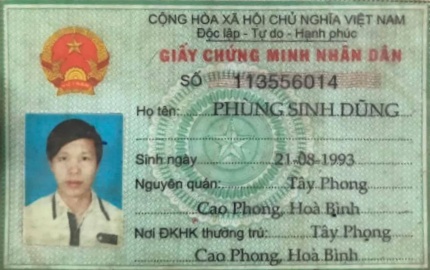 CỘNG HÒA XÃ HỘI CHỦ NGHĨA VIỆT NAM
Độc lập - Tự do - Hạnh phúc
GIẤY CHỨNG MINH NHÂN DÂN
SỐ 113556014
Họ tên: PHÙNG SINH DŨNG
Sinh ngày 21-08-1993
Nguyên quán: Tây Phong
Cao Phong, Hoà Bình
Nơi ĐKHK thường trú: Tây Phong
Cao Phong, Hoà Bình